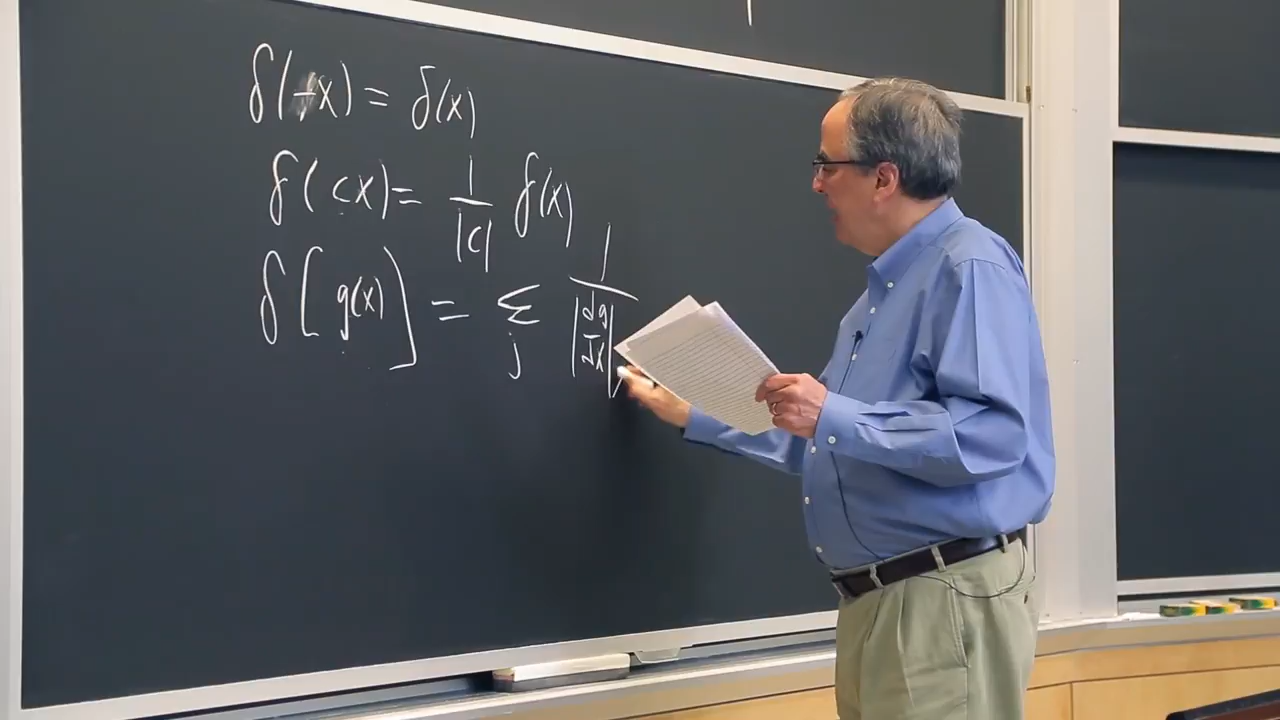 δ(-x) = δ(x)
δ(cx) = 1/|c| δ(x)
δ[g(x)] = Σ_j 1/|dg/dx|